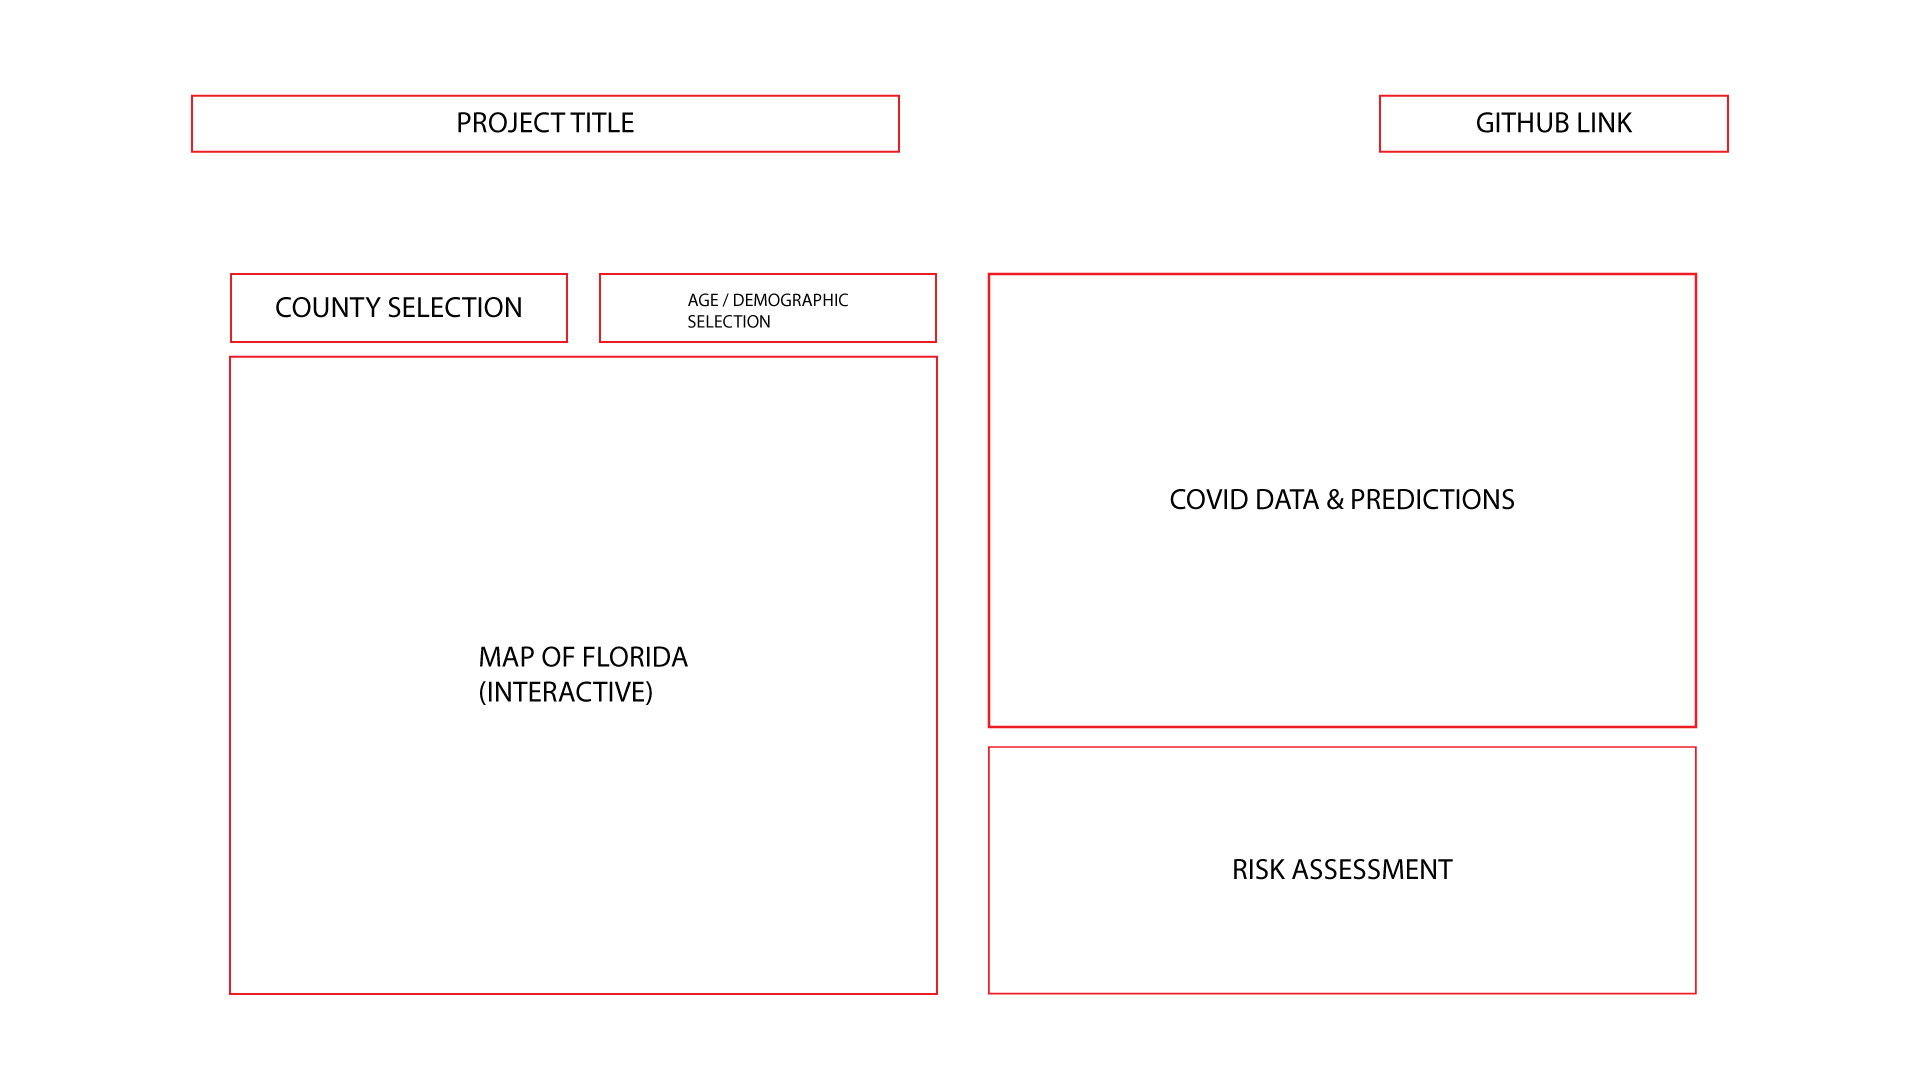 PROJECT TITLE
GITHUB LINK
COUNTY SELECTION
AGE / DEMOGRAPHIC
SELECTION
MAP OF FLORIDA
(INTERACTIVE)
COVID DATA & PREDICTIONS
RISK ASSESSMENT